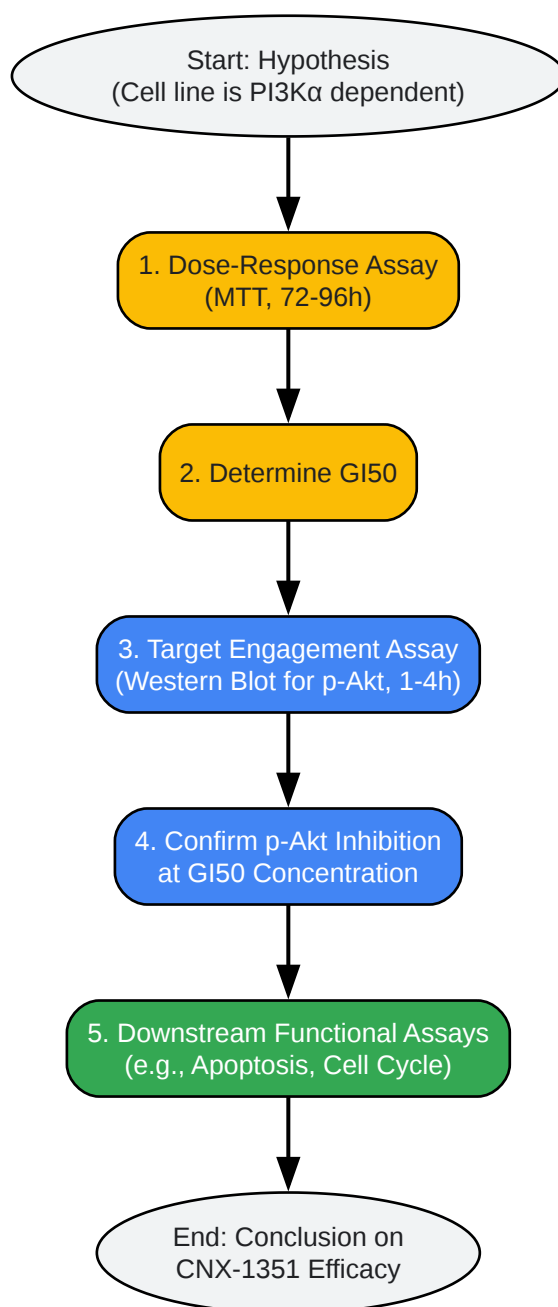 Start: Hypothesis
(Cell line is PI3Kα dependent)
1. Dose-Response Assay
(MTT, 72-96h)
2. Determine GI50
3. Target Engagement Assay
(Western Blot for p-Akt, 1-4h)
4. Confirm p-Akt Inhibition
at GI50 Concentration
5. Downstream Functional Assays
(e.g., Apoptosis, Cell Cycle)
End: Conclusion on
CNX-1351 Efficacy